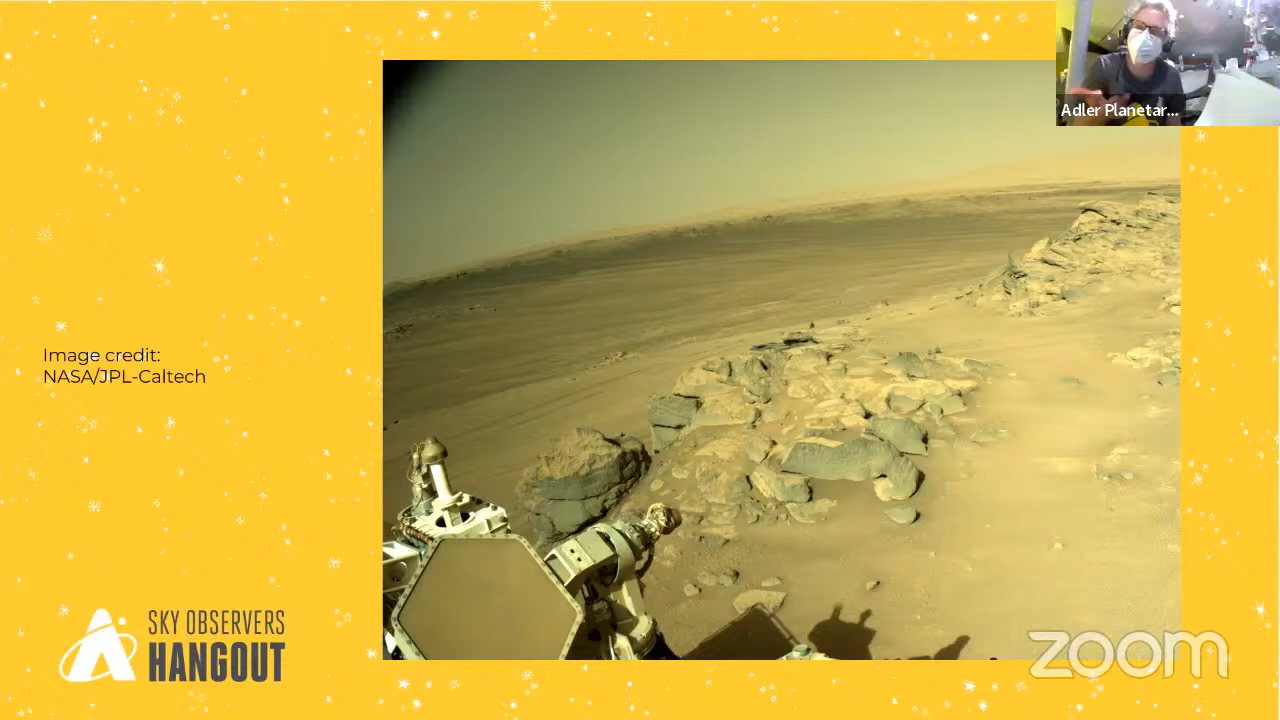 Adler Planetar...
Image credit:
NASA/JPL-Caltech
SKY OBSERVERS
HANGOUT
zoom